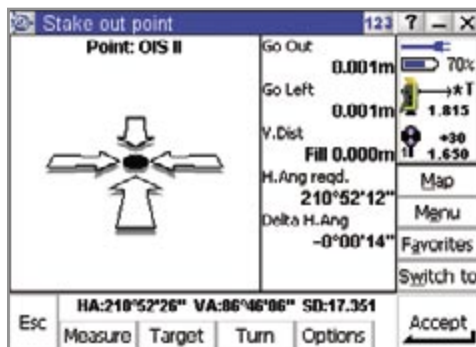 Stake out point 123 ? – X
Point: OIS II
Go Out
0.001m
Go Left
0.001m
V.Dist
Fill 0.000m
H.Ang reqd.
210°52'12"
Delta H.Ang
-0°00'14"
70%
T
1.815
+30
1.650
Map
Menu
Favorites
Switch to
HA:210°52'26" VA:86°46'06" SD:17.351
Esc
Measure
Target
Turn
Options
Accept